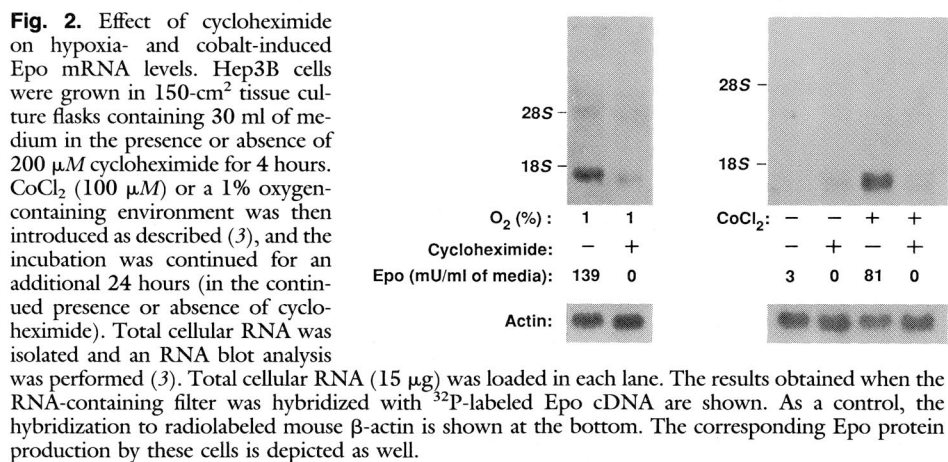 Fig. 2. Effect of cycloheximide
on hypoxia- and cobalt-induced
Epo mRNA levels. Hep3B cells
were grown in 150-cm² tissue cul-
ture flasks containing 30 ml of me-
dium in the presence or absence of
200 μM cycloheximide for 4 hours.
CoCl₂ (100 μM) or a 1% oxygen-
containing environment was then
introduced as described (3), and the
incubation was continued for an
additional 24 hours (in the contin-
ued presence or absence of cyclo-
heximide). Total cellular RNA was
isolated and an RNA blot analysis
was performed (3). Total cellular RNA (15 μg) was loaded in each lane. The results obtained when the
RNA-containing filter was hybridized with ³²P-labeled Epo cDNA are shown. As a control, the
hybridization to radiolabeled mouse β-actin is shown at the bottom. The corresponding Epo protein
production by these cells is depicted as well.
28S –
18S –
O₂ (%) : 1 1
Cycloheximide: – +
Epo (mU/ml of media): 139 0
Actin:
28S –
18S –
CoCl₂: – – + +
– + – +
3 0 81 0